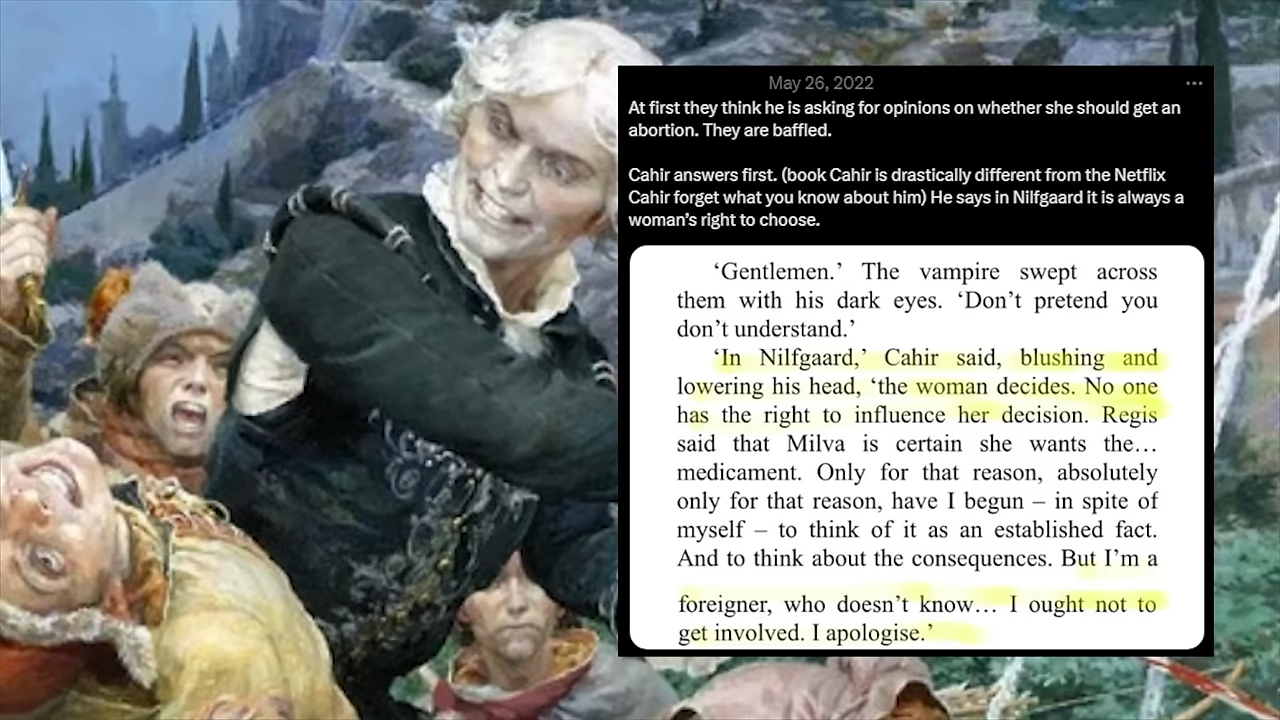 May 26, 2022
...
At first they think he is asking for opinions on whether she should get an
abortion. They are baffled.
Cahir answers first. (book Cahir is drastically different from the Netflix
Cahir forget what you know about him) He says in Nilfgaard it is always a
woman's right to choose.
‘Gentlemen.’ The vampire swept across
them with his dark eyes. ‘Don’t pretend you
don’t understand.’
‘In Nilfgaard,’ Cahir said, blushing and
lowering his head, ‘the woman decides. No one
has the right to influence her decision. Regis
said that Milva is certain she wants the…
medicament. Only for that reason, absolutely
only for that reason, have I begun – in spite of
myself – to think of it as an established fact.
And to think about the consequences. But I’m a
foreigner, who doesn’t know… I ought not to
get involved. I apologise.’